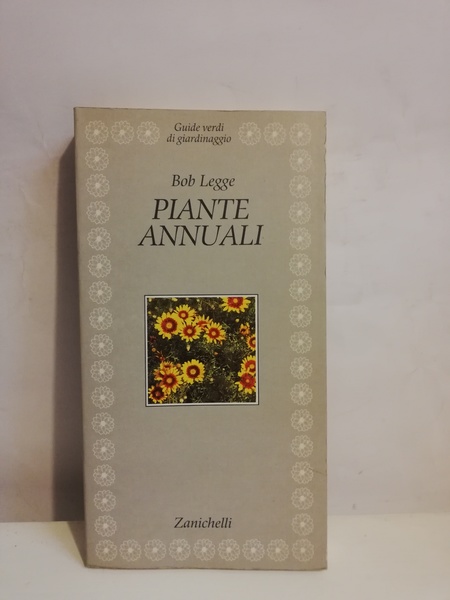 Guide verdi
di giardinaggio
Bob Legge
PIANTE
ANNUALI
Zanichelli